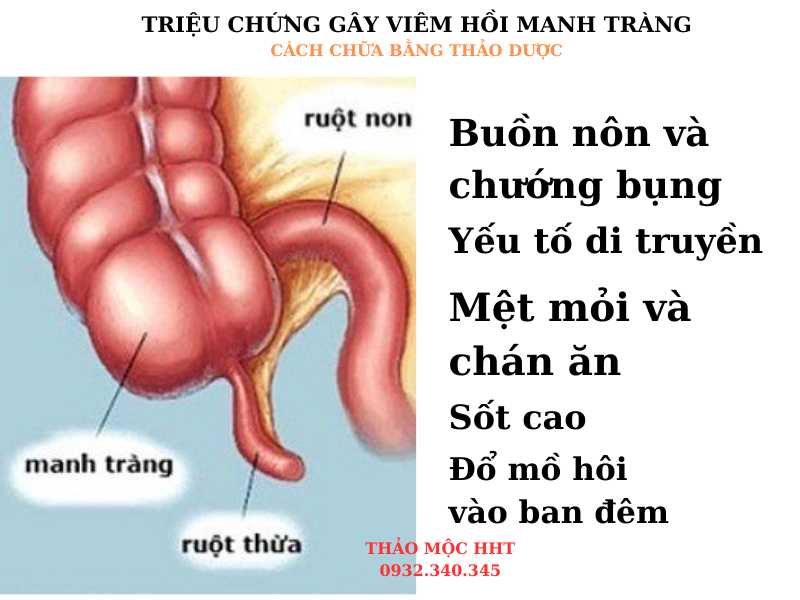 TRIỆU CHỨNG GÂY VIÊM HỒI MANH TRÀNG
CÁCH CHỮA BẰNG THẢO DƯỢC
ruột non
manh tràng
ruột thừa
Buồn nôn và
chướng bụng
Yếu tố di truyền
Mệt mỏi và
chán ăn
Sốt cao
Đổ mồ hôi
vào ban đêm
THẢO MỘC HHT
0932.340.345